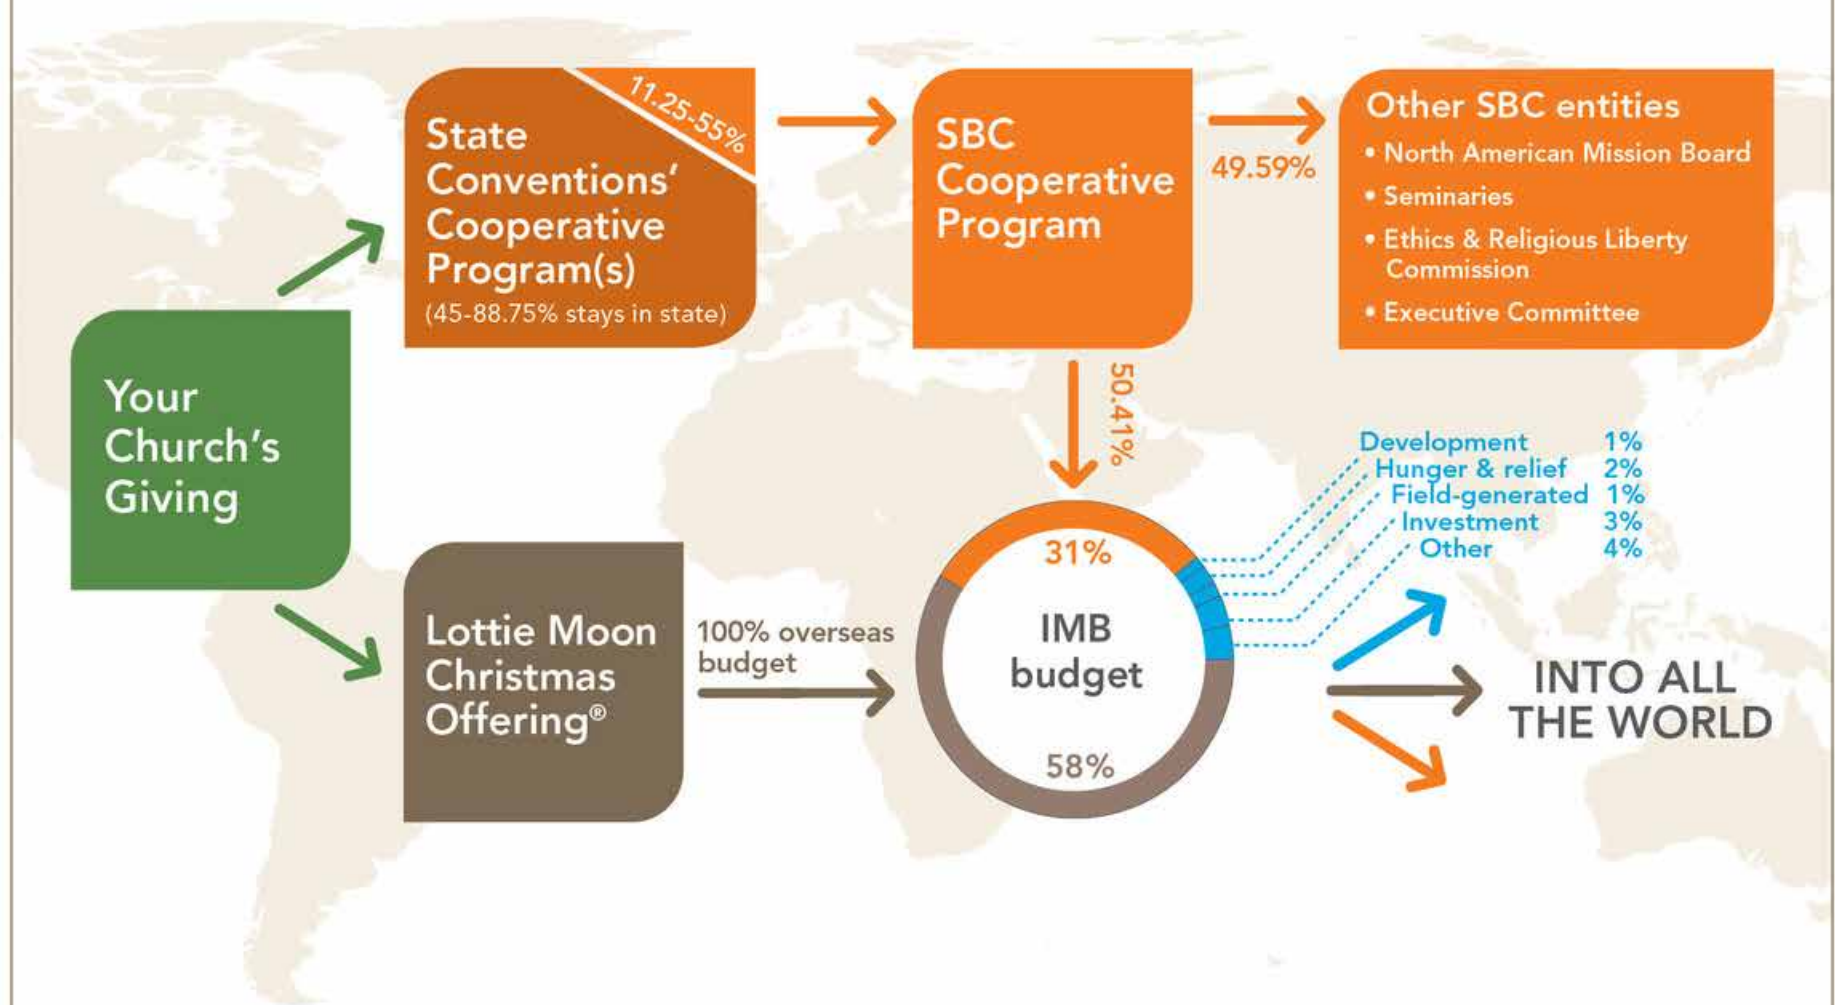 Your
Church's
Giving
State
Conventions'
Cooperative
Program(s)
(45-88.75% stays in state)
11.25-55%
SBC
Cooperative
Program
49.59%
Other SBC entities
• North American Mission Board
• Seminaries
• Ethics & Religious Liberty
Commission
• Executive Committee
50.41%
Lottie Moon
Christmas
Offering®
100% overseas
budget
31%
IMB
budget
58%
Development 1%
Hunger & relief 2%
Field-generated 1%
Investment 3%
Other 4%
INTO ALL
THE WORLD